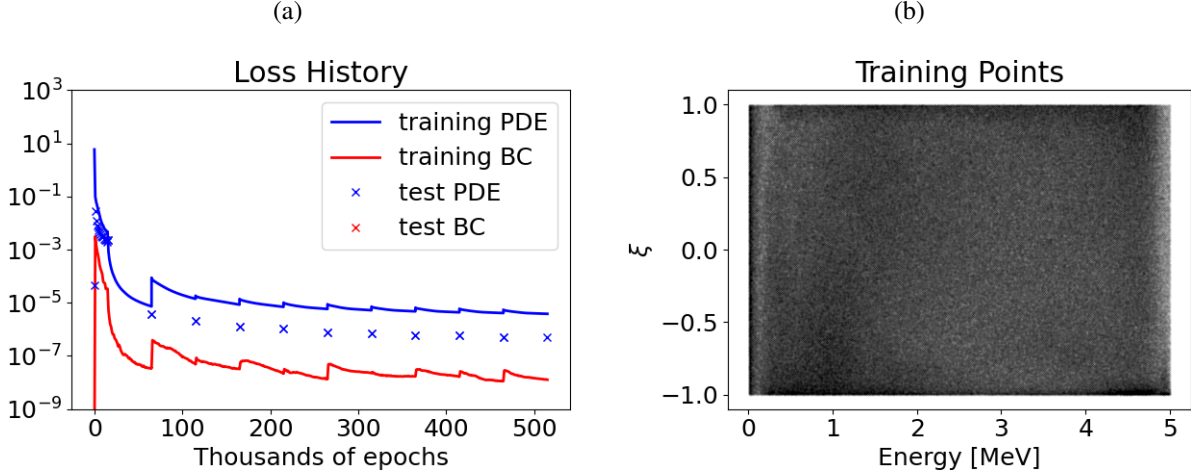 (a)
(b)
Loss History
Training Points
10^3
10^1
10^-1
10^-3
10^-5
10^-7
10^-9
training PDE
training BC
test PDE
test BC
0 100 200 300 400 500
Thousands of epochs
1.0
0.5
0.0
−0.5
−1.0
ξ
0 1 2 3 4 5
Energy [MeV]